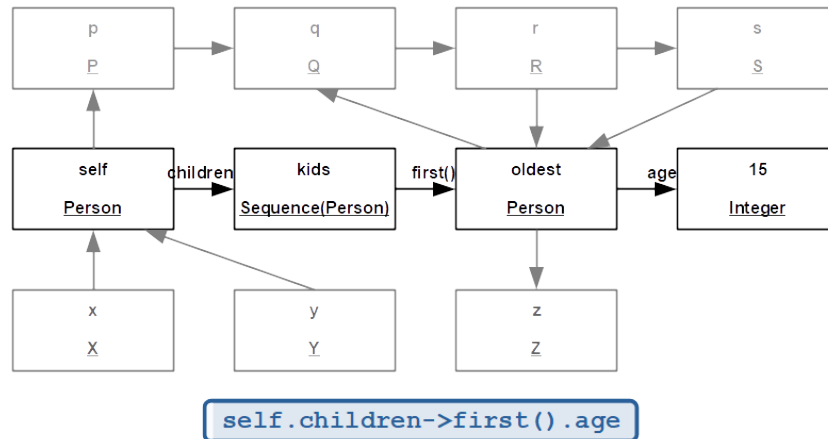 p q r s
P Q R S
self children kids first() oldest age 15
Person Sequence(Person) Person Integer
x y z
X Y Z
self.children->first().age